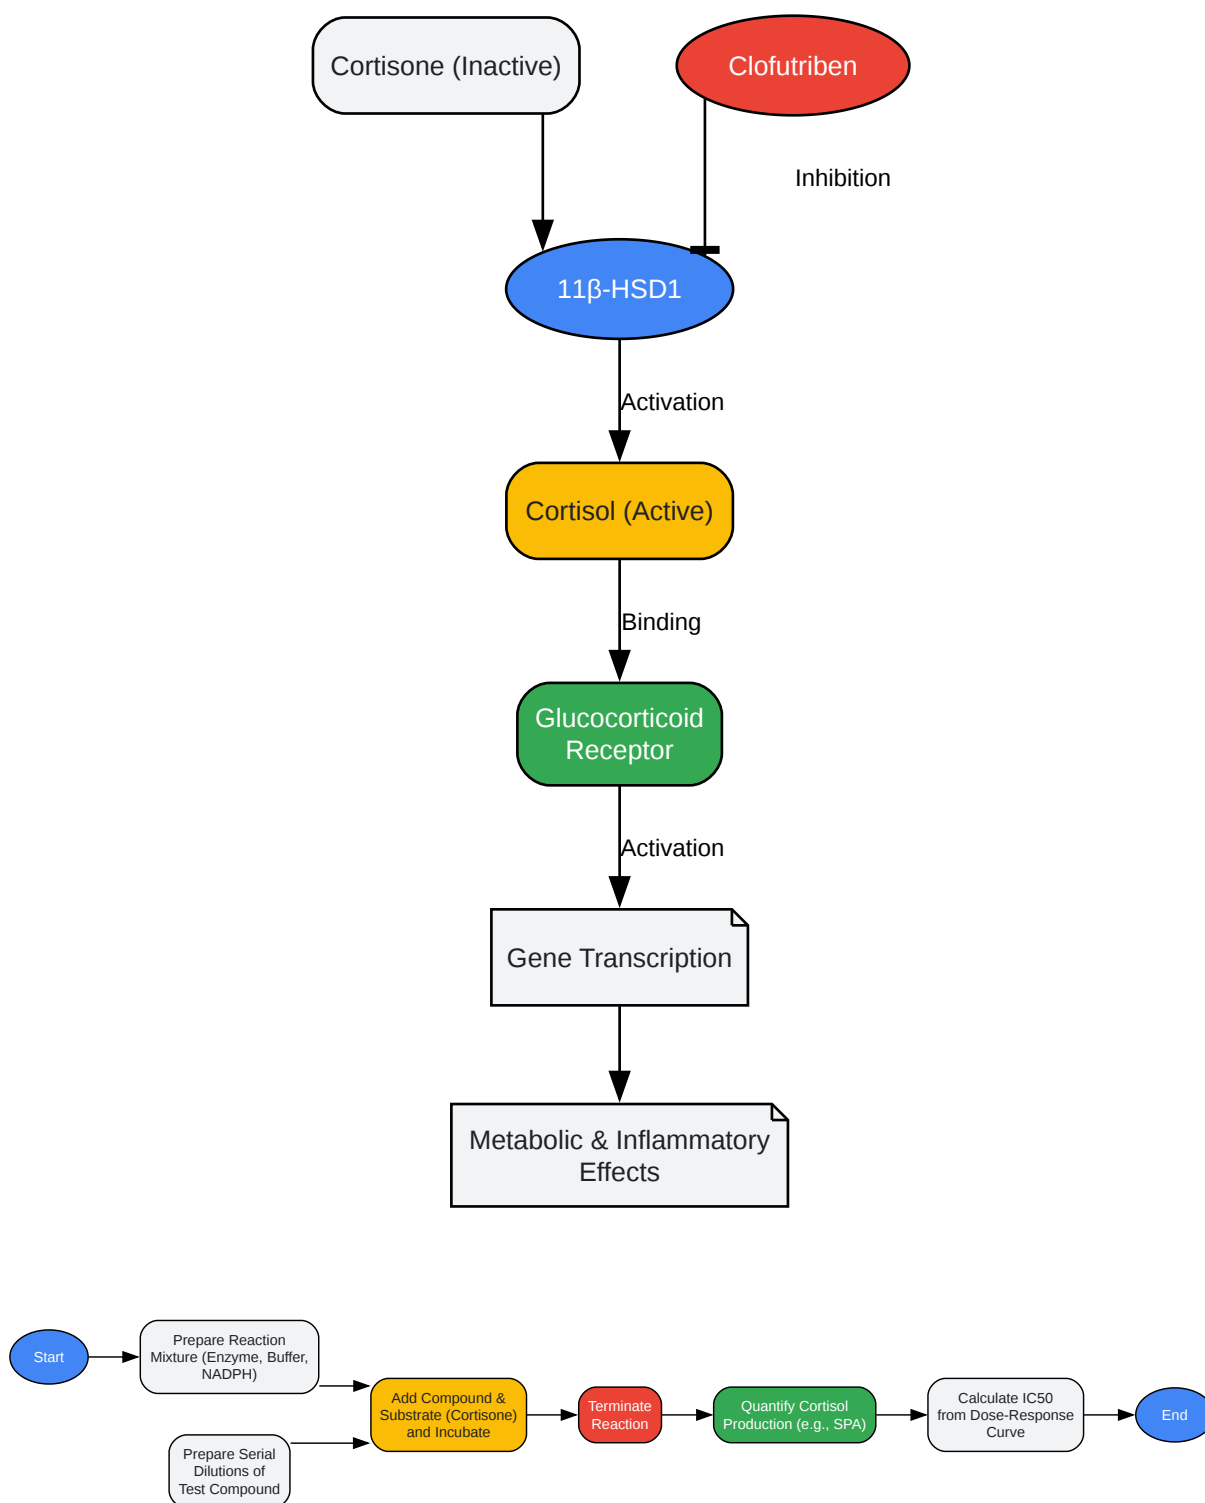 Cortisone (Inactive)
Clofutriben
Inhibition
11β-HSD1
Activation
Cortisol (Active)
Binding
Glucocorticoid
Receptor
Activation
Gene Transcription
Metabolic & Inflammatory
Effects
Start
Prepare Reaction
Mixture (Enzyme, Buffer,
NADPH)
Prepare Serial
Dilutions of
Test Compound
Add Compound &
Substrate (Cortisone)
and Incubate
Terminate
Reaction
Quantify Cortisol
Production (e.g., SPA)
Calculate IC50
from Dose-Response
Curve
End